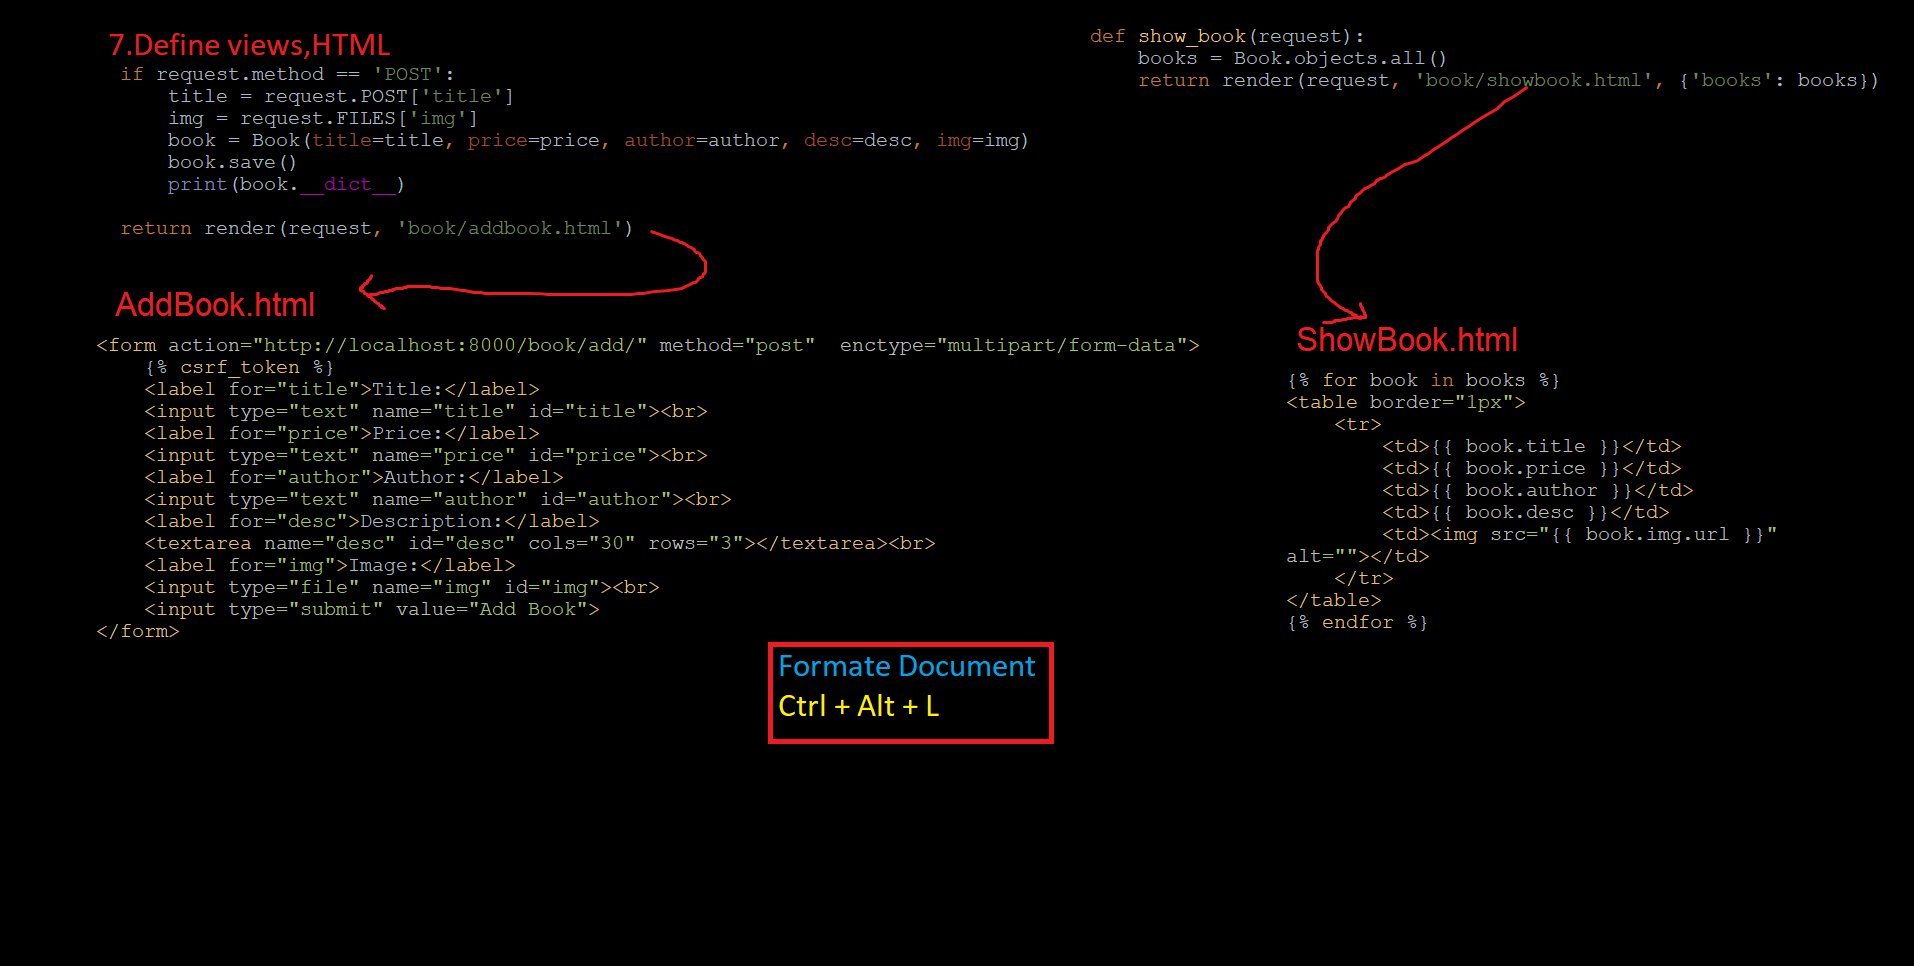 7.Define views,HTML
if request.method == 'POST':
    title = request.POST['title']
    img = request.FILES['img']
    book = Book(title=title, price=price, author=author, desc=desc, img=img)
    book.save()
    print(book.__dict__)
return render(request, 'book/addbook.html')
def show_book(request):
    books = Book.objects.all()
    return render(request, 'book/showbook.html', {'books': books})
AddBook.html
<form action="http://localhost:8000/book/add/" method="post"  enctype="multipart/form-data">
    {% csrf_token %}
    <label for="title">Title:</label>
    <input type="text" name="title" id="title"><br>
    <label for="price">Price:</label>
    <input type="text" name="price" id="price"><br>
    <label for="author">Author:</label>
    <input type="text" name="author" id="author"><br>
    <label for="desc">Description:</label>
    <textarea name="desc" id="desc" cols="30" rows="3"></textarea><br>
    <label for="img">Image:</label>
    <input type="file" name="img" id="img"><br>
    <input type="submit" value="Add Book">
</form>
ShowBook.html
{% for book in books %}
<table border="1px">
    <tr>
        <td>{{ book.title }}</td>
        <td>{{ book.price }}</td>
        <td>{{ book.author }}</td>
        <td>{{ book.desc }}</td>
        <td><img src="{{ book.img.url }}"
alt=""></td>
    </tr>
</table>
{% endfor %}
Formate Document
Ctrl + Alt + L